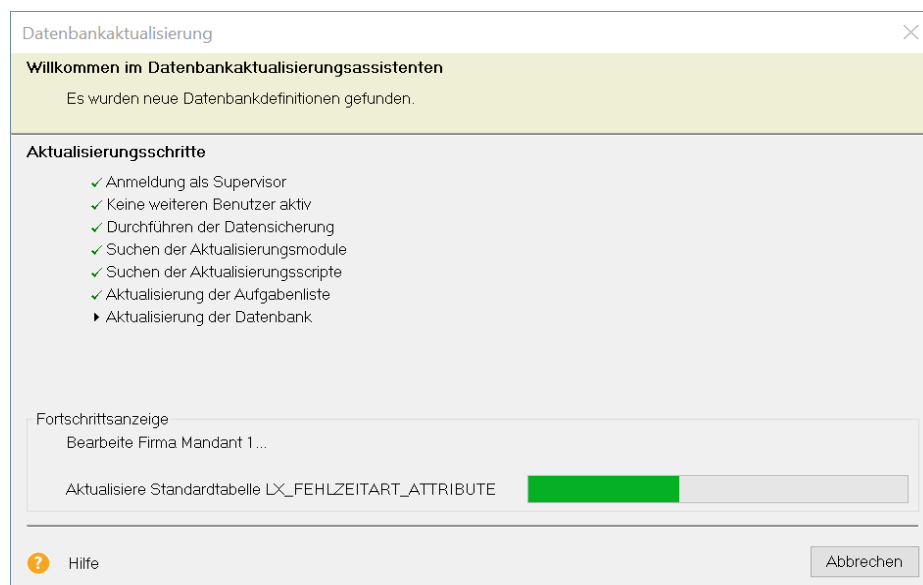 Datenbankaktualisierung
Willkommen im Datenbankaktualisierungsassistenten
Es wurden neue Datenbankdefinitionen gefunden.
Aktualisierungsschritte
Anmeldung als Supervisor
Keine weiteren Benutzer aktiv
Durchführen der Datensicherung
Suchen der Aktualisierungsmodule
Suchen der Aktualisierungsscripte
Aktualisierung der Aufgabenliste
Aktualisierung der Datenbank
Fortschrittsanzeige
Bearbeite Firma Mandant 1...
Aktualisiere Standardtabelle LX_FEHLZEITART_ATTRIBUTE
? Hilfe
Abbrechen